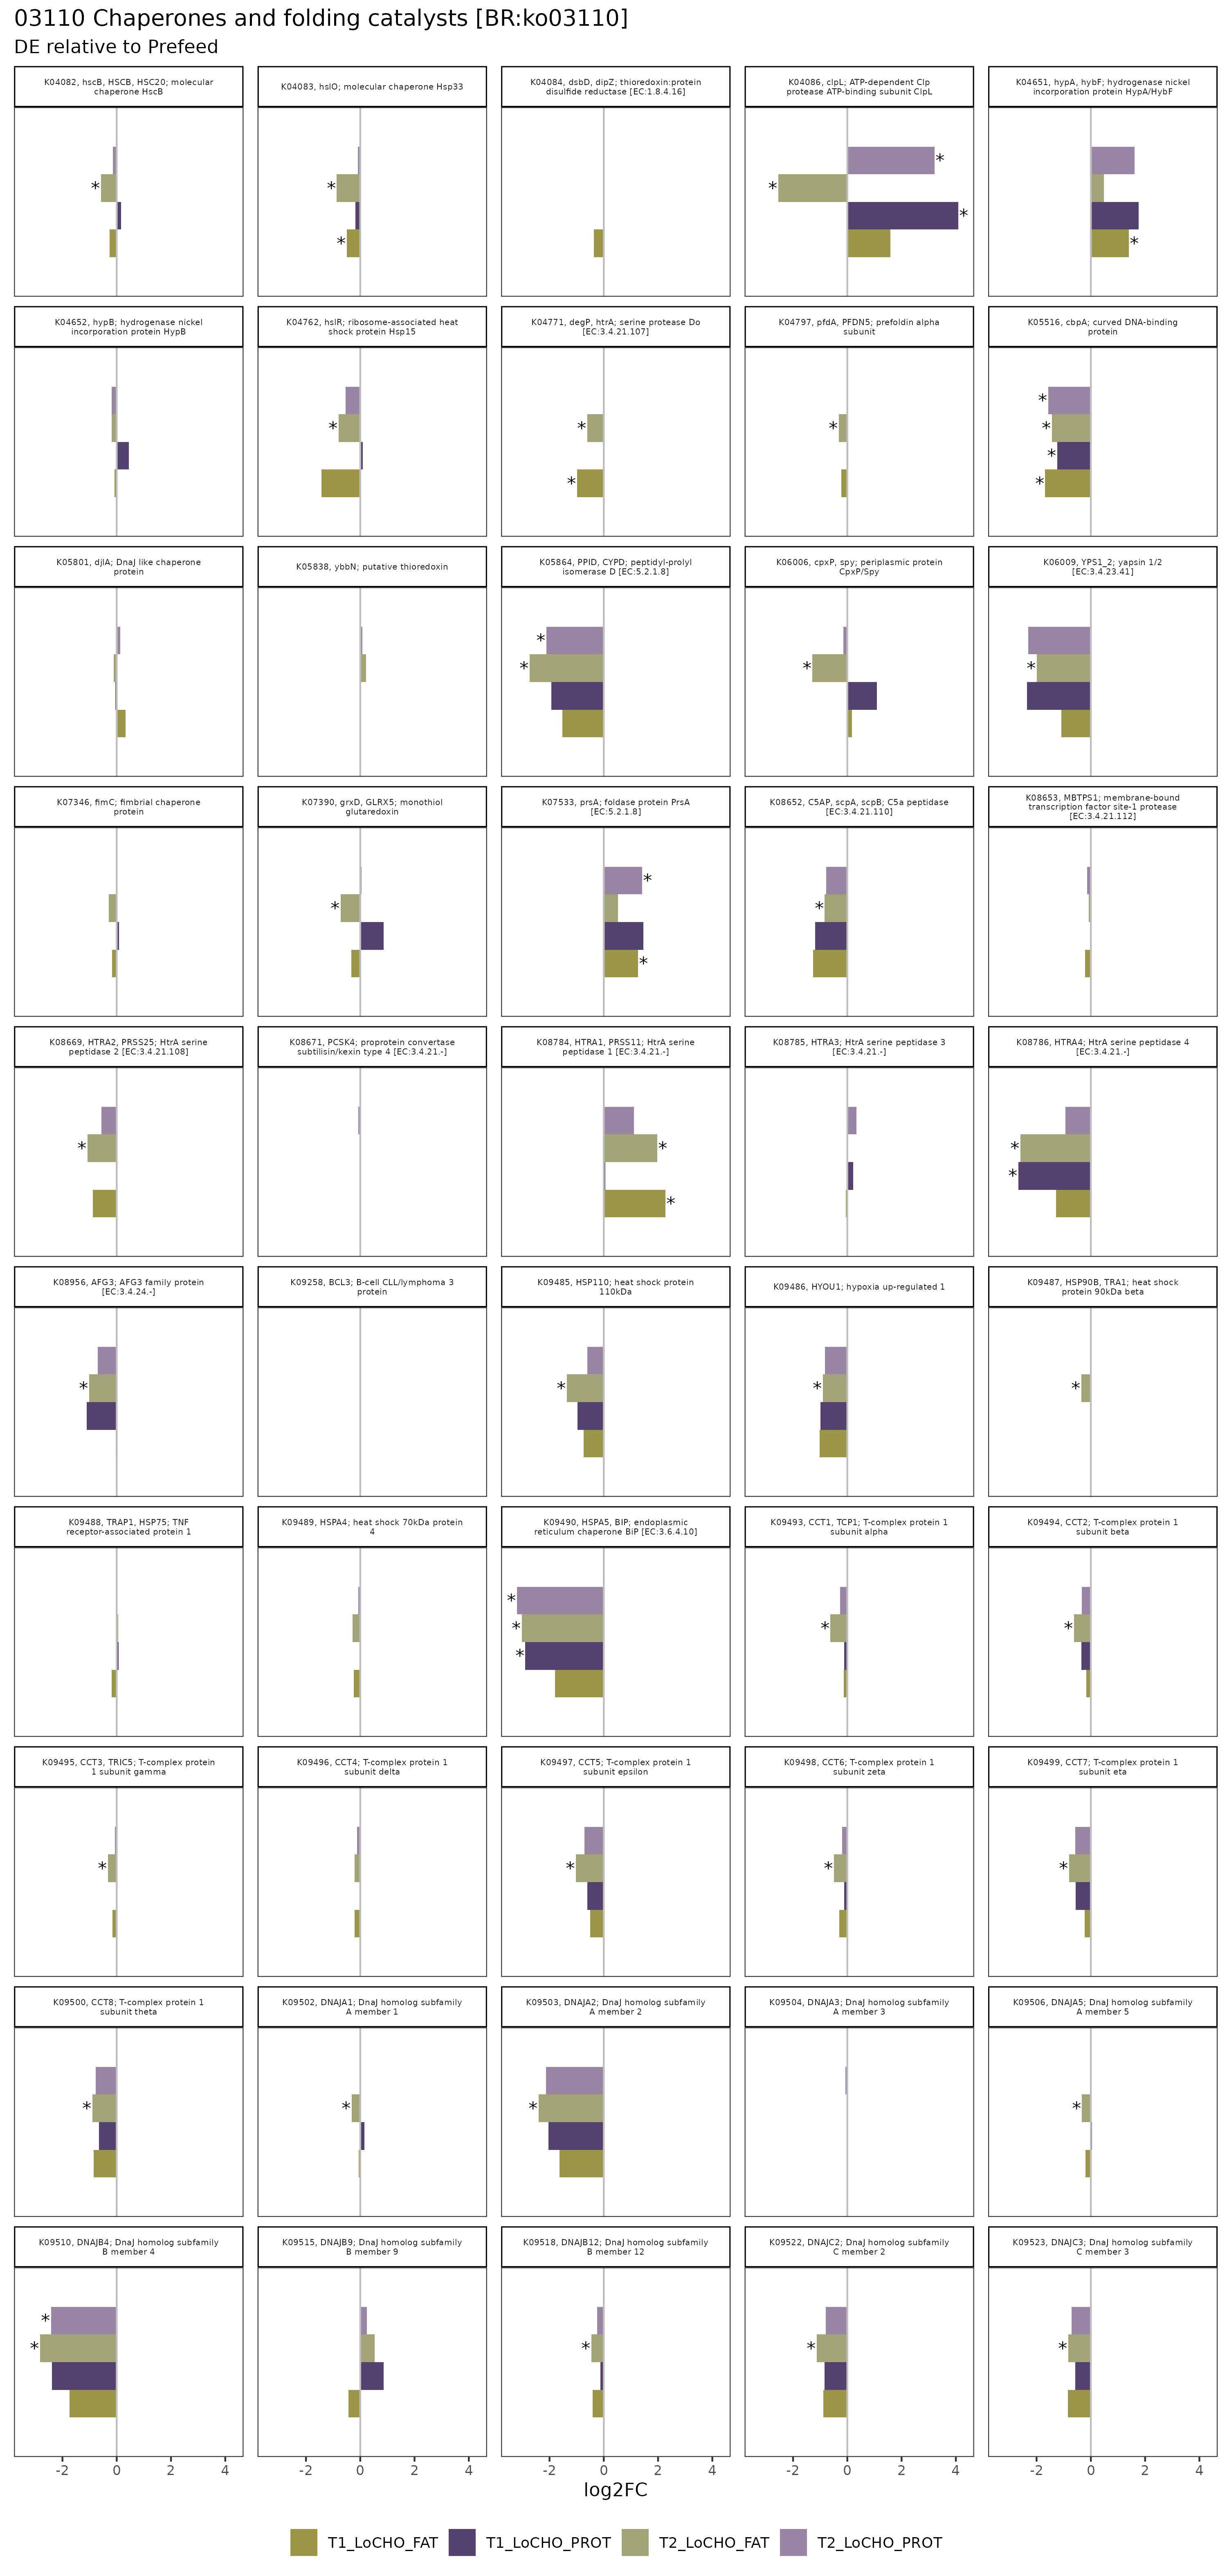 03110 Chaperones and folding catalysts [BR:ko03110]
DE relative to Prefeed
K04082, hscB, HSCB, HSC20; molecular
chaperone HscB
K04083, hslO; molecular chaperone Hsp33
K04084, dsbD, dipZ; thioredoxin:protein
disulfide reductase [EC:1.8.4.16]
K04086, clpL; ATP-dependent Clp
protease ATP-binding subunit ClpL
K04651, hypA, hybF; hydrogenase nickel
incorporation protein HypA/HybF
*
*
*
*
*
*
*
K04652, hypB; hydrogenase nickel
incorporation protein HypB
K04762, hslR; ribosome-associated heat
shock protein Hsp15
K04771, degP, htrA; serine protease Do
[EC:3.4.21.107]
K04797, pfdA, PFDN5; prefoldin alpha
subunit
K05516, cbpA; curved DNA-binding
protein
*
*
*
*
*
*
*
*
K05801, djlA; DnaJ like chaperone
protein
K05838, ybbN; putative thioredoxin
K05864, PPID, CYPD; peptidyl-prolyl
isomerase D [EC:5.2.1.8]
K06006, cpxP, spy; periplasmic protein
CpxP/Spy
K06009, YPS1_2; yapsin 1/2
[EC:3.4.23.41]
*
*
*
*
K07346, fimC; fimbrial chaperone
protein
K07390, grxD, GLRX5; monothiol
glutaredoxin
K07533, prsA; foldase protein PrsA
[EC:5.2.1.8]
K08652, C5AP, scpA, scpB; C5a peptidase
[EC:3.4.21.110]
K08653, MBTPS1; membrane-bound
transcription factor site-1 protease
[EC:3.4.21.112]
*
*
*
*
K08669, HTRA2, PRSS25; HtrA serine
peptidase 2 [EC:3.4.21.108]
K08671, PCSK4; proprotein convertase
subtilisin/kexin type 4 [EC:3.4.21.-]
K08784, HTRA1, PRSS11; HtrA serine
peptidase 1 [EC:3.4.21.-]
K08785, HTRA3; HtrA serine peptidase 3
[EC:3.4.21.-]
K08786, HTRA4; HtrA serine peptidase 4
[EC:3.4.21.-]
*
*
*
*
*
K08956, AFG3; AFG3 family protein
[EC:3.4.24.-]
K09258, BCL3; B-cell CLL/lymphoma 3
protein
K09485, HSP110; heat shock protein
110kDa
K09486, HYOU1; hypoxia up-regulated 1
K09487, HSP90B, TRA1; heat shock
protein 90kDa beta
*
*
*
*
K09488, TRAP1, HSP75; TNF
receptor-associated protein 1
K09489, HSPA4; heat shock 70kDa protein
4
K09490, HSPA5, BIP; endoplasmic
reticulum chaperone BiP [EC:3.6.4.10]
K09493, CCT1, TCP1; T-complex protein 1
subunit alpha
K09494, CCT2; T-complex protein 1
subunit beta
*
*
*
*
*
K09495, CCT3, TRIC5; T-complex protein
1 subunit gamma
K09496, CCT4; T-complex protein 1
subunit delta
K09497, CCT5; T-complex protein 1
subunit epsilon
K09498, CCT6; T-complex protein 1
subunit zeta
K09499, CCT7; T-complex protein 1
subunit eta
*
*
*
*
K09500, CCT8; T-complex protein 1
subunit theta
K09502, DNAJA1; DnaJ homolog subfamily
A member 1
K09503, DNAJA2; DnaJ homolog subfamily
A member 2
K09504, DNAJA3; DnaJ homolog subfamily
A member 3
K09506, DNAJA5; DnaJ homolog subfamily
A member 5
*
*
*
*
K09510, DNAJB4; DnaJ homolog subfamily
B member 4
K09515, DNAJB9; DnaJ homolog subfamily
B member 9
K09518, DNAJB12; DnaJ homolog subfamily
B member 12
K09522, DNAJC2; DnaJ homolog subfamily
C member 2
K09523, DNAJC3; DnaJ homolog subfamily
C member 3
*
*
*
*
*
-2 0 2 4 -2 0 2 4 -2 0 2 4 -2 0 2 4 -2 0 2 4
log2FC
T1_LoCHO_FAT T1_LoCHO_PROT T2_LoCHO_FAT T2_LoCHO_PROT